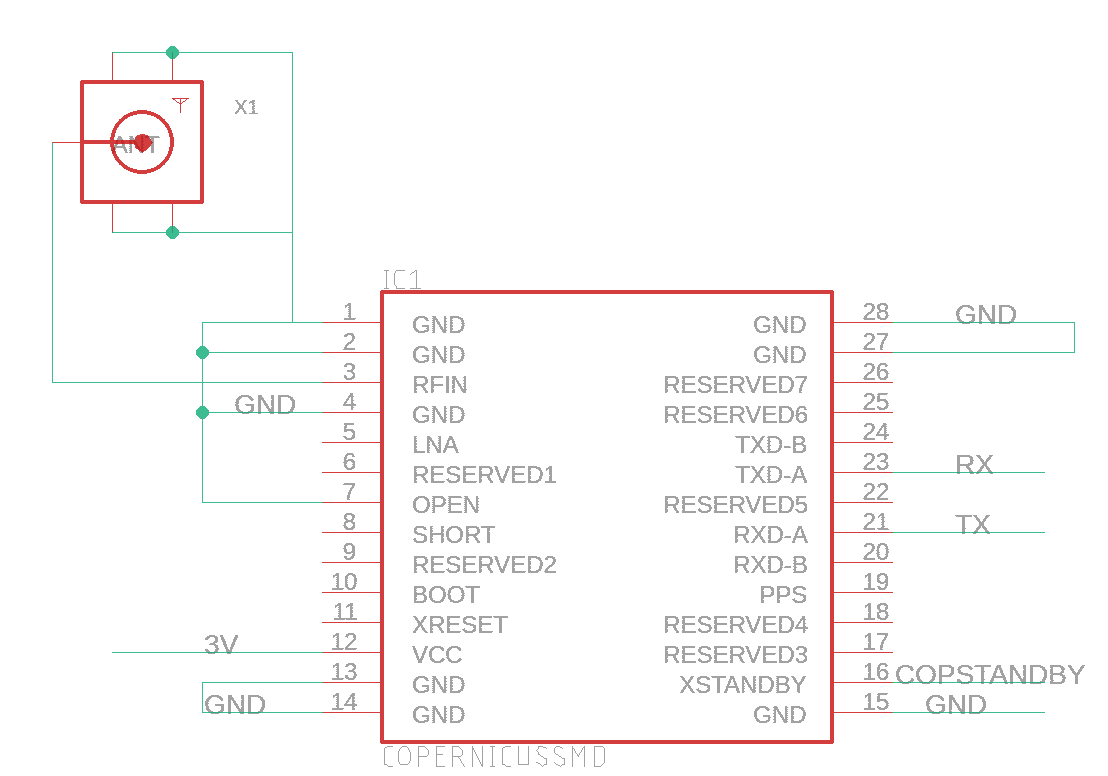 X1
ANT
IC1
1 GND GND 28 GND
2 GND GND 27
3 RFIN RESERVED7 26
GND 4 GND RESERVED6 25
5 LNA TXD-B 24
6 RESERVED1 TXD-A 23 RX
7 OPEN RESERVED5 22
8 SHORT RXD-A 21 TX
9 RESERVED2 RXD-B 20
10 BOOT PPS 19
11 XRESET RESERVED4 18
3V 12 VCC RESERVED3 17
13 GND XSTANDBY 16 COPSTANDBY
GND 14 GND GND 15 GND
COPERNICUSSMD